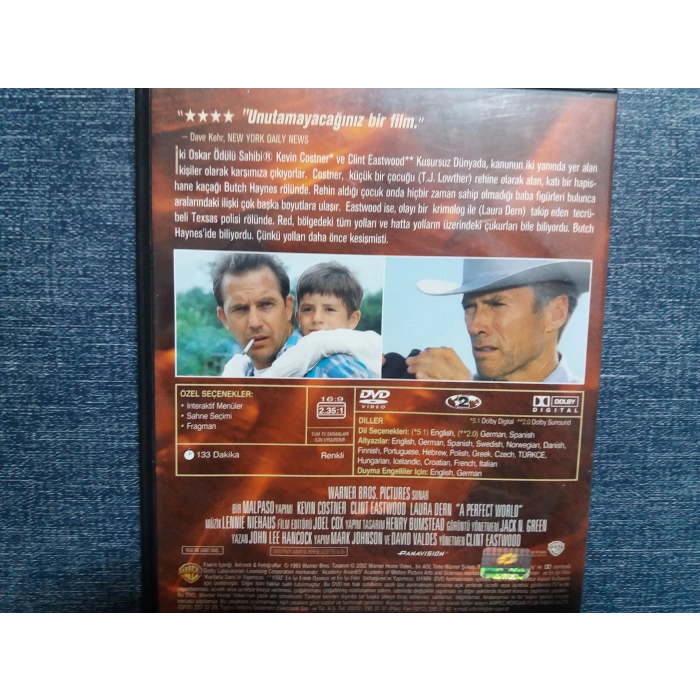 "★★★★ "Unutamayacağınız bir film."
— Dave Kehr, NEW YORK DAILY NEWS
İki Oskar Ödülü Sahibi® Kevin Costner* ve Clint Eastwood** Kusursuz Dünyada, kanunun iki yanında yer alan
kişiler olarak karşımıza çıkıyorlar. Costner, küçük bir çocuğu (T.J. Lowther) rehine olarak alan, katı bir hapis-
hane kaçağı Butch Haynes rölünde. Rehin aldığı çocuk onda hiçbir zaman sahip olmadığı baba figürleri bulunca
aralarındaki ilişki çok başka boyutlara ulaşır. Eastwood ise, olayı bir krimolog ile (Laura Dern) takip eden tecrü-
beli Texsas polisi rölünde. Red, bölgedeki tüm yolları ve hatta yolların üzerindeki çukurları bile biliyordu. Butch
Haynes'ide biliyordu. Çünkü yolları daha önce kesişmisti.
ÖZEL SEÇENEKLER:
• İnteraktif Menüler
• Sahne Seçimi
• Fragman
16:9
2.35:1
TÜM TV EKRANLARI
İÇİN UYGUNDUR
133 Dakika
Renkli
DVD
VIDEO
2
DOLBY
DIGITAL
*5.1 Dolby Digital **2.0 Dolby Surround
DİLLER
Dil Seçenekleri: (*5.1) English, (**2.0) German, Spanish
Altyazılar: English, German, Spanish, Swedish, Norwegian, Danish,
Finnish, Portuguese, Hebrew, Polish, Greek, Czech, TÜRKÇE,
Hungarian, Icelandic, Croatian, French, Italian
Duyma Engelliler İçin: English, German
WARNER BROS. PICTURES SUNAR
BİR MALPASO YAPIMI KEVIN COSTNER CLINT EASTWOOD LAURA DERN "A PERFECT WORLD"
MÜZİK LENNIE NIEHAUS FİLM EDİTÖRÜ JOEL COX YAPIM TASARIMI HENRY BUMSTEAD GÖRÜNTÜ YÖNETMENİ JACK N. GREEN
YAZAN JOHN LEE HANCOCK YAPIM MARK JOHNSON VE DAVID VALDES YÖNETMEN CLINT EASTWOOD
PANAVISION